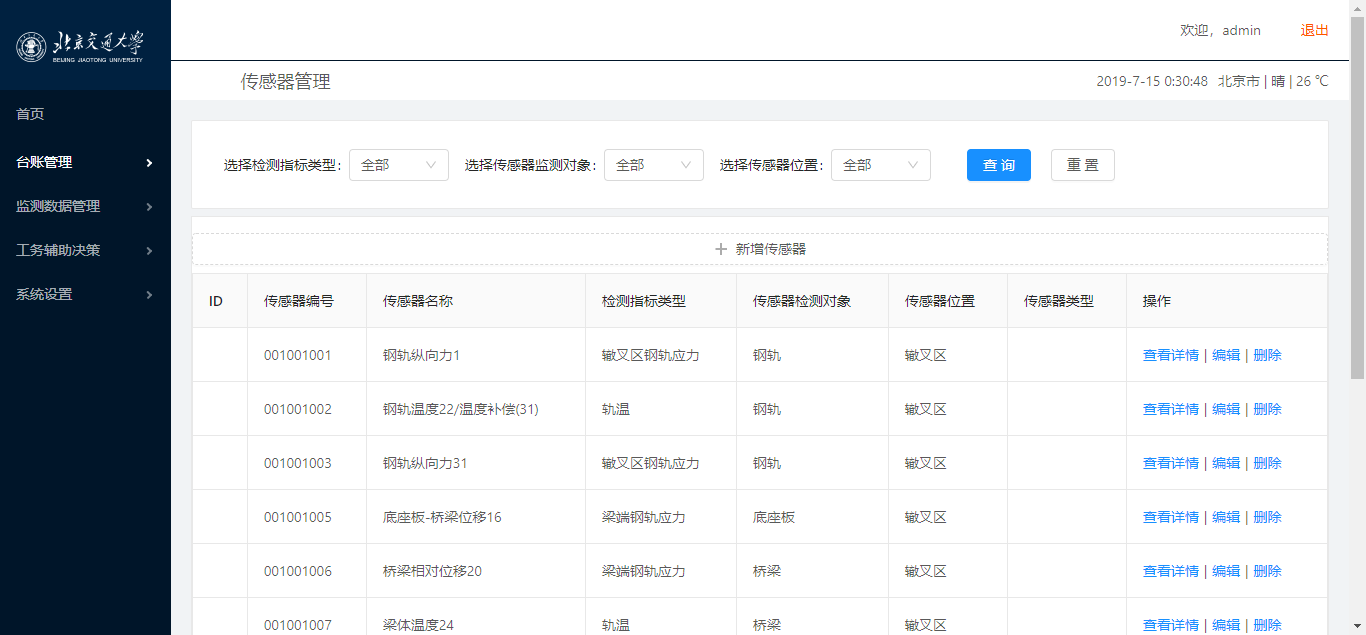 北京交通大学
BEIJING JIAOTONG UNIVERSITY
欢迎，admin 退出
传感器管理 2019-7-15 0:30:48 北京市 | 晴 | 26 ℃
首页
台账管理
监测数据管理
工务辅助决策
系统设置
选择检测指标类型: 全部 选择传感器监测对象: 全部 选择传感器位置: 全部 查 询 重 置
+ 新增传感器
ID 传感器编号 传感器名称 检测指标类型 传感器检测对象 传感器位置 传感器类型 操作
001001001 钢轨纵向力1 辙叉区钢轨应力 钢轨 辙叉区 查看详情 | 编辑 | 删除
001001002 钢轨温度22/温度补偿(31) 轨温 钢轨 辙叉区 查看详情 | 编辑 | 删除
001001003 钢轨纵向力31 辙叉区钢轨应力 钢轨 辙叉区 查看详情 | 编辑 | 删除
001001005 底座板-桥梁位移16 梁端钢轨应力 底座板 辙叉区 查看详情 | 编辑 | 删除
001001006 桥梁相对位移20 梁端钢轨应力 桥梁 辙叉区 查看详情 | 编辑 | 删除
001001007 梁体温度24 轨温 桥梁 辙叉区 查看详情 | 编辑 | 删除